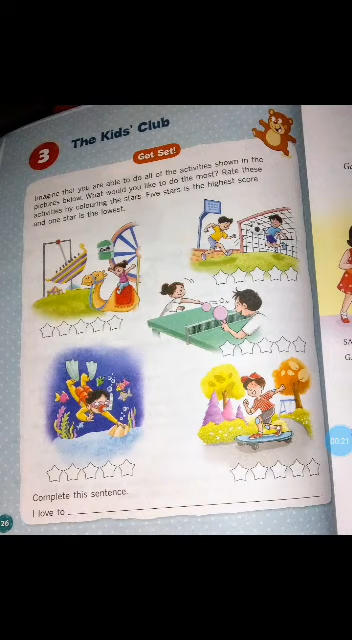 3
The Kids' Club
Get Set!
Imagine that you are able to do all of the activities shown in the
pictures below. What would you like to do the most? Rate these
activities by colouring the stars. Five stars is the highest score
and one star is the lowest.
Complete this sentence.
I love to
26
00:21